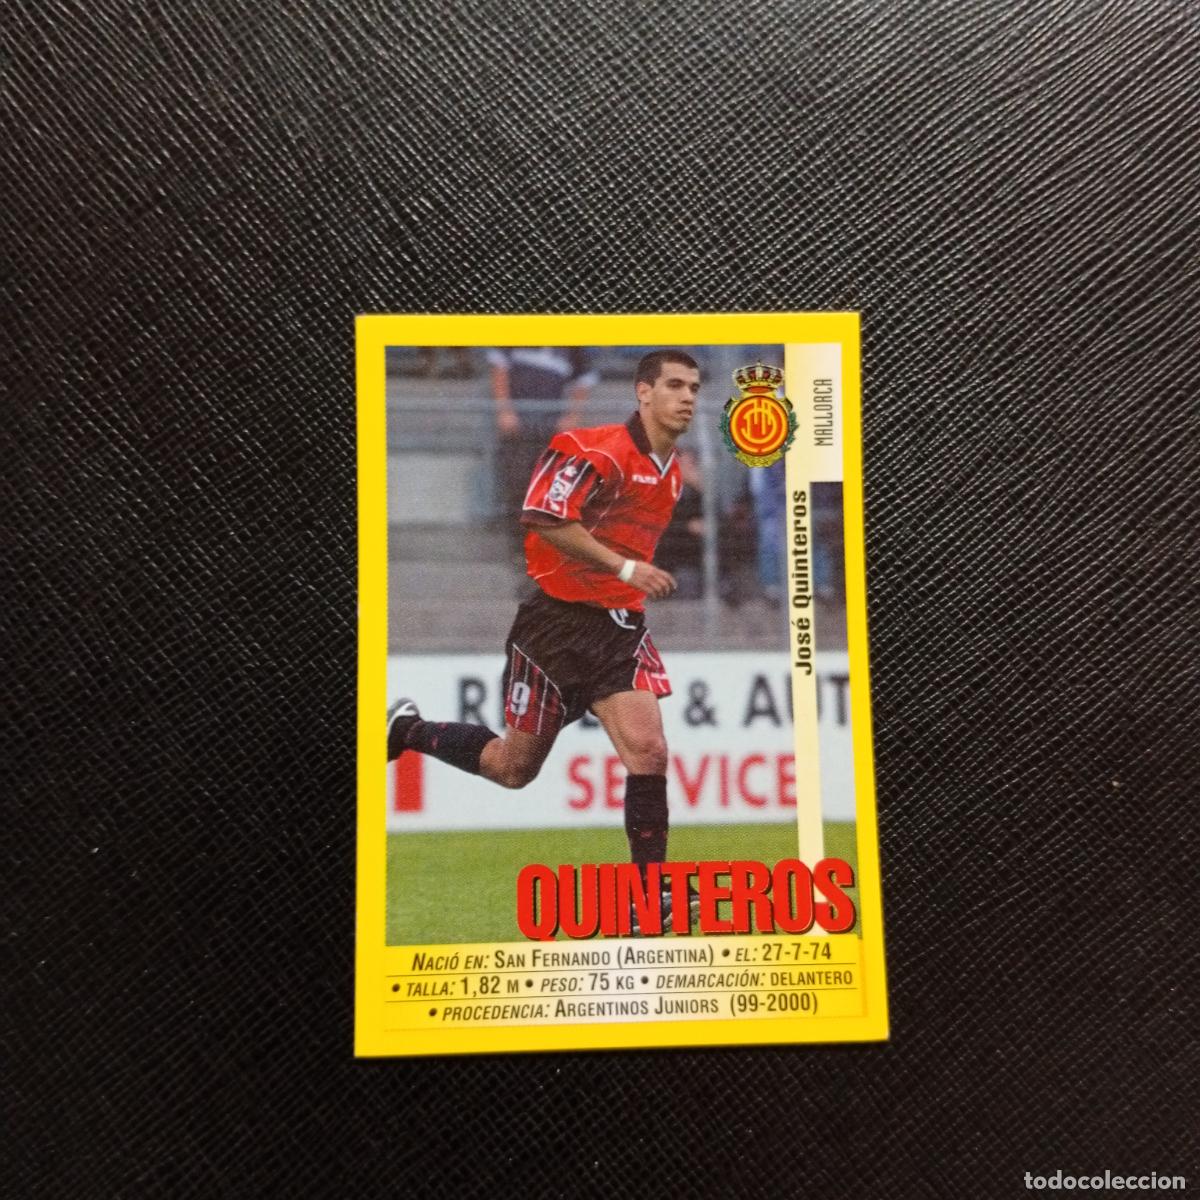 MALLORCA
José Quinteros
9
& AUT
SERVICE
QUINTEROS
NACIÓ EN: SAN FERNANDO (ARGENTINA) • EL: 27-7-74
• TALLA: 1,82 M • PESO: 75 KG • DEMARCACIÓN: DELANTERO
• PROCEDENCIA: ARGENTINOS JUNIORS (99-2000)
todocoleccion